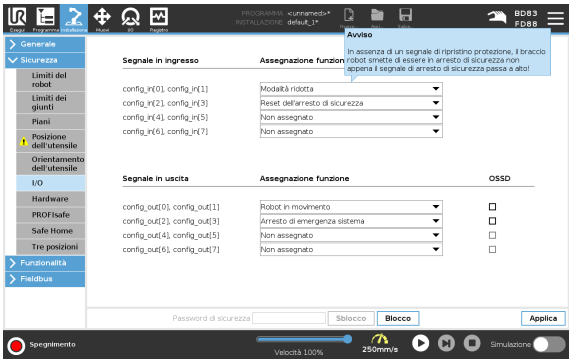 PROGRAMMA <unnamed>*
INSTALLAZIONE default_1*
BD83
FD88
Esegui Programma Installazione Muovi I/O Registro
Avviso
In assenza di un segnale di ripristino protezione, il braccio
robot smette di essere in arresto di sicurezza non
appena il segnale di arresto di sicurezza passa a alto!
Generale
Sicurezza
Limiti del
robot
Limiti dei
giunti
Piani
Posizione
dell'utensile
Orientamento
dell'utensile
I/O
Hardware
PROFIsafe
Safe Home
Tre posizioni
Funzionalità
Fieldbus
Segnale in ingresso Assegnazione funzion
config_in[0], config_in[1] Modalità ridotta
config_in[2], config_in[3] Reset dell'arresto di sicurezza
config_in[4], config_in[5] Non assegnato
config_in[6], config_in[7] Non assegnato
Segnale in uscita Assegnazione funzione OSSD
config_out[0], config_out[1] Robot in movimento
config_out[2], config_out[3] Arresto di emergenza sistema
config_out[4], config_out[5] Non assegnato
config_out[6], config_out[7] Non assegnato
Password di sicurezza Sblocco Blocco Applica
Spegnimento
Velocità 100%
250mm/s
Simulazione